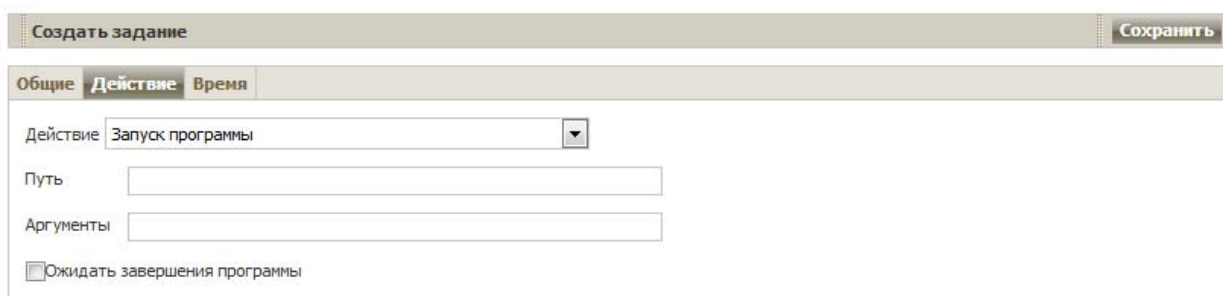 Создать задание Сохранить
Общие Действие Время
Действие Запуск программы
Путь
Аргументы
Ожидать завершения программы